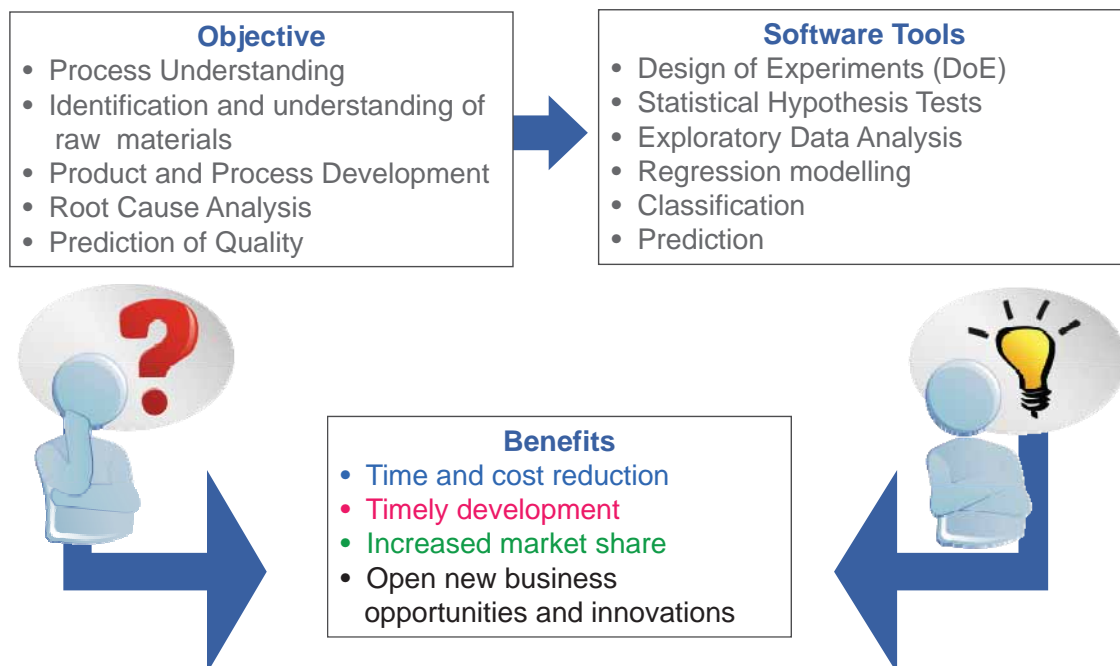 Objective
• Process Understanding
• Identification and understanding of
raw materials
• Product and Process Development
• Root Cause Analysis
• Prediction of Quality
Software Tools
• Design of Experiments (DoE)
• Statistical Hypothesis Tests
• Exploratory Data Analysis
• Regression modelling
• Classification
• Prediction
?
Benefits
• Time and cost reduction
• Timely development
• Increased market share
• Open new business
opportunities and innovations